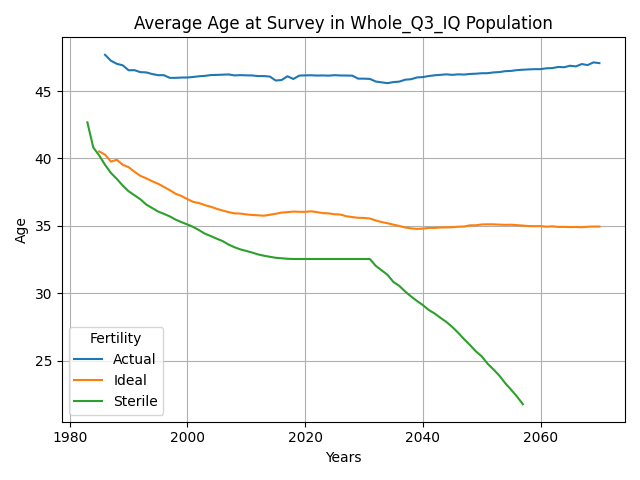 Average Age at Survey in Whole_Q3_IQ Population
Age
45
40
35
30
25
Fertility
Actual
Ideal
Sterile
1980
2000
2020
2040
2060
Years